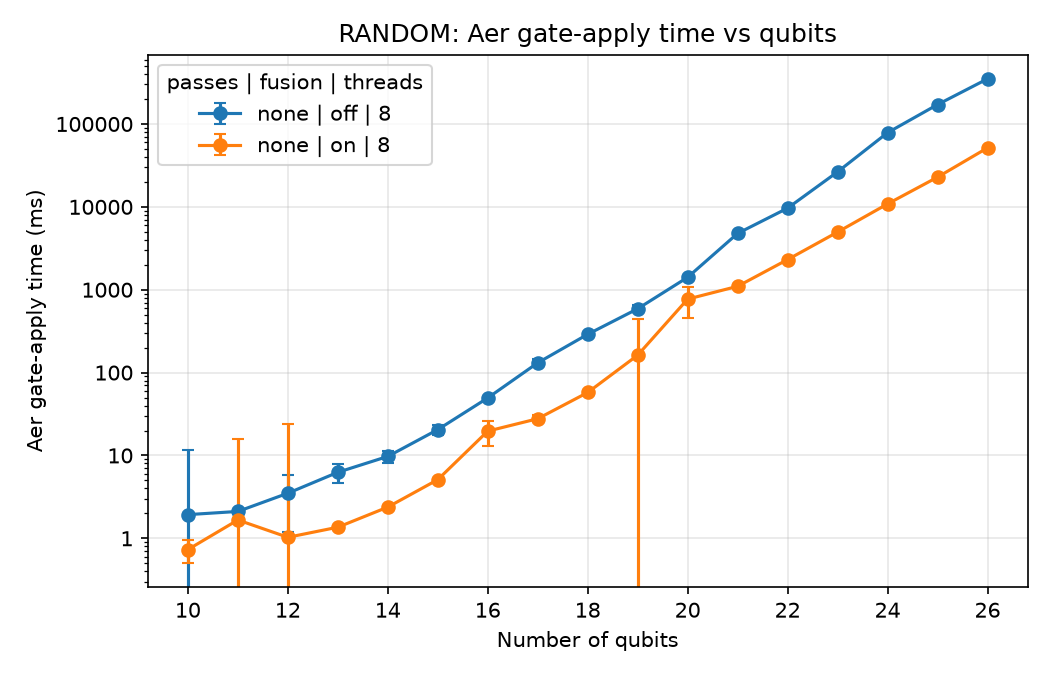 RANDOM: Aer gate-apply time vs qubits
passes | fusion | threads
none | off | 8
none | on | 8
Aer gate-apply time (ms)
100000
10000
1000
100
10
1
10 12 14 16 18 20 22 24 26
Number of qubits